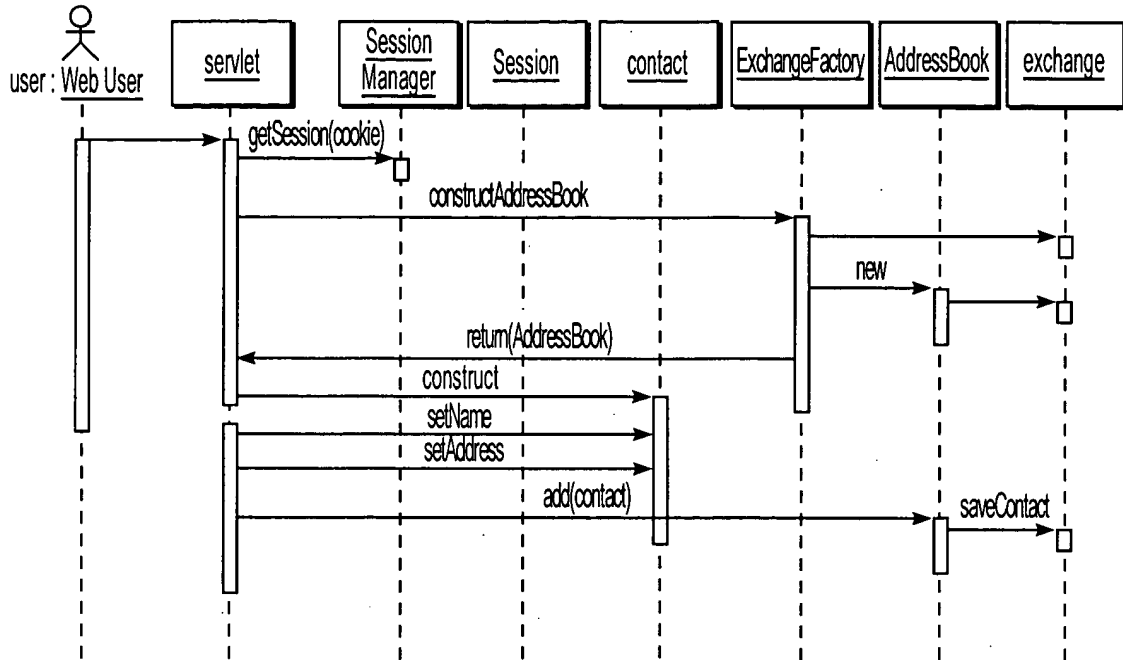 user : Web User
servlet
Session
Manager
Session
contact
ExchangeFactory
AddressBook
exchange
getSession(cookie)
constructAddressBook
new
return(AddressBook)
construct
setName
setAddress
add(contact)
saveContact